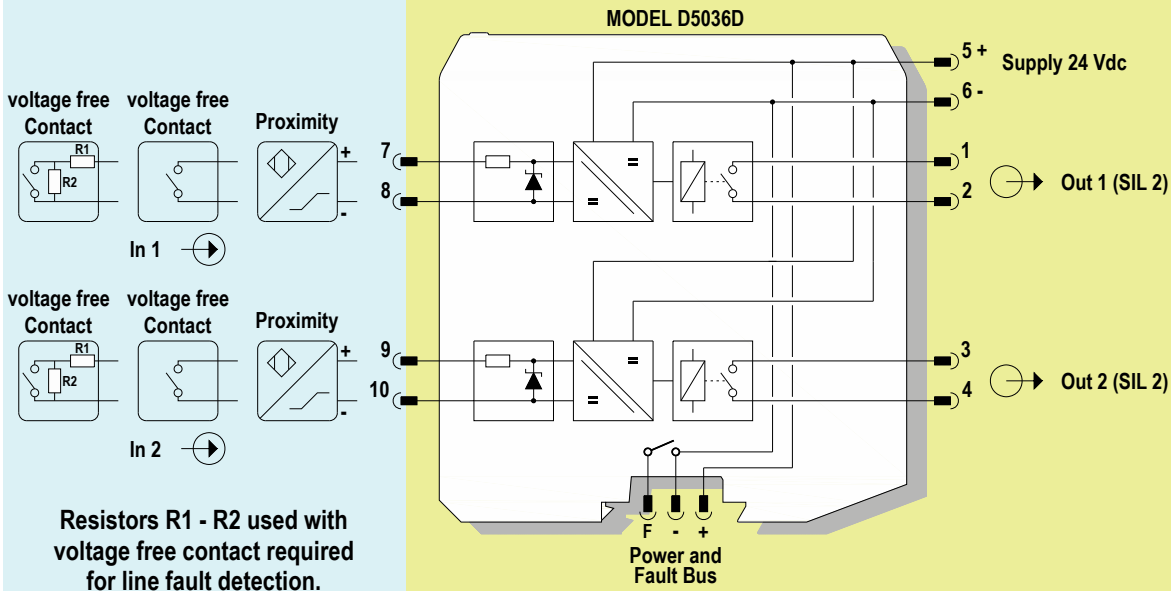 MODEL D5036D
5 +
Supply 24 Vdc
6 -
voltage free
Contact
voltage free
Contact
Proximity
R1
R2
+
-
7
8
1
2
Out 1 (SIL 2)
In 1
voltage free
Contact
voltage free
Contact
Proximity
R1
R2
+
-
9
10
3
4
Out 2 (SIL 2)
In 2
F - +
Power and
Fault Bus
Resistors R1 - R2 used with
voltage free contact required
for line fault detection.